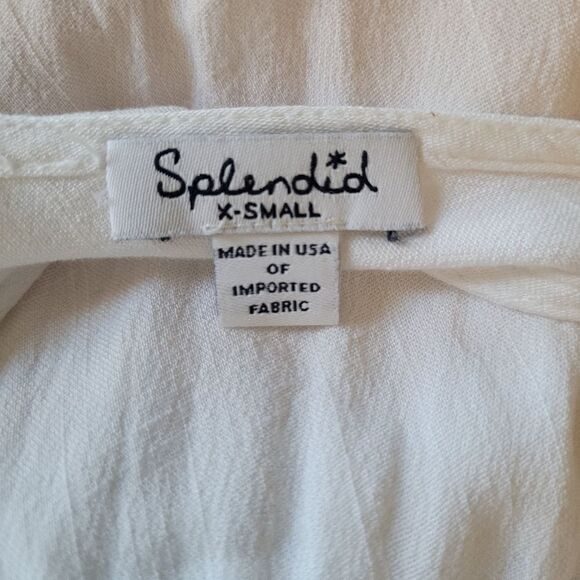 Splendid
X-SMALL
MADE IN USA
OF
IMPORTED
FABRIC